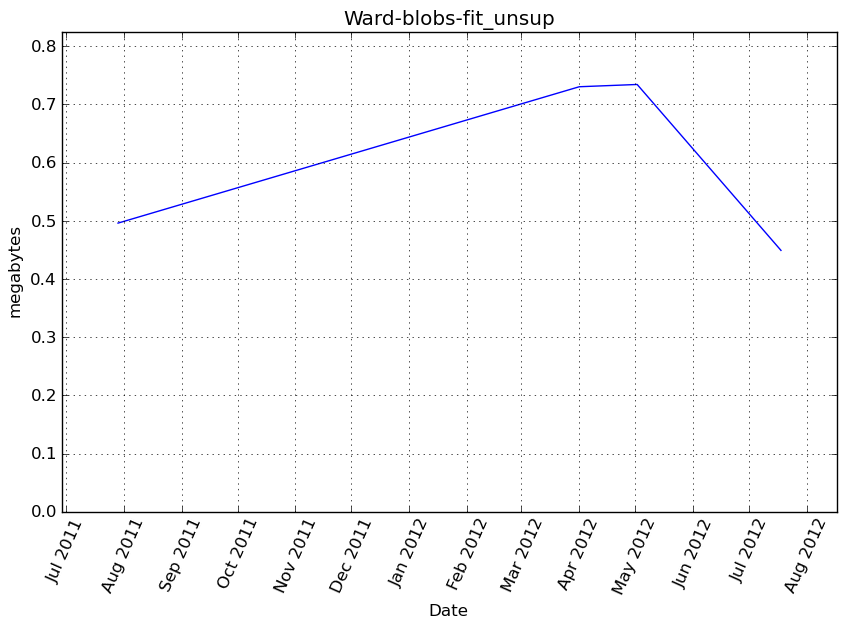 Ward-blobs-fit_unsup
megabytes
0.8
0.7
0.6
0.5
0.4
0.3
0.2
0.1
0.0
Jul 2011
Aug 2011
Sep 2011
Oct 2011
Nov 2011
Dec 2011
Jan 2012
Feb 2012
Mar 2012
Apr 2012
May 2012
Jun 2012
Jul 2012
Aug 2012
Date